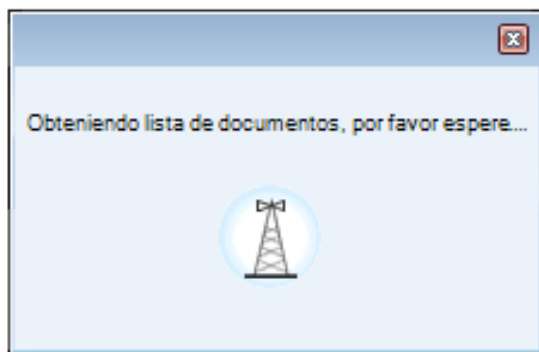 Obteniendo lista de documentos, por favor espere....